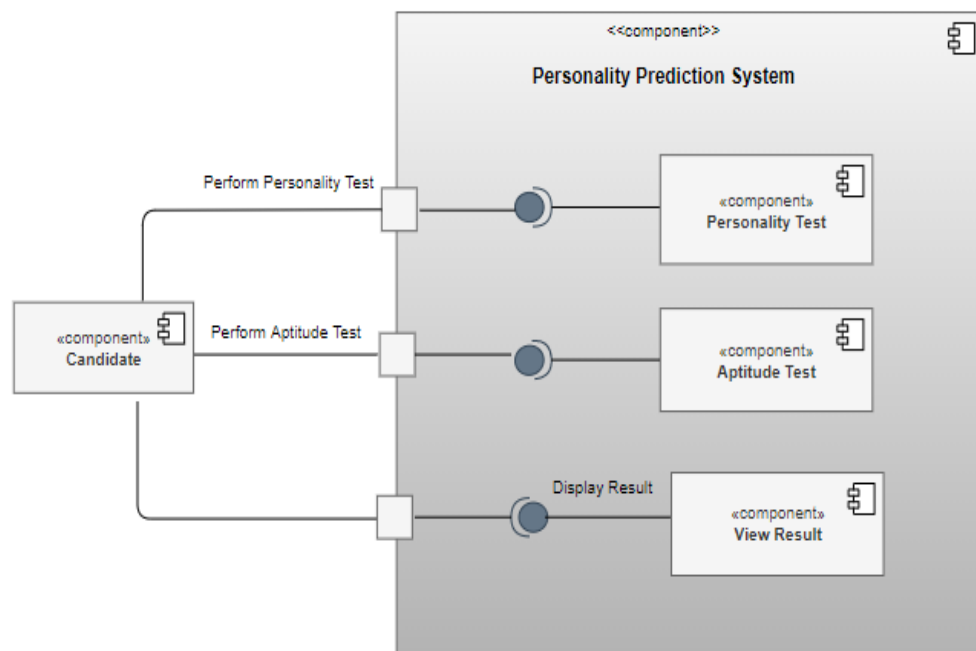 <<component>>
Personality Prediction System
Perform Personality Test
«component»
Personality Test
«component»
Candidate
Perform Aptitude Test
«component»
Aptitude Test
Display Result
«component»
View Result